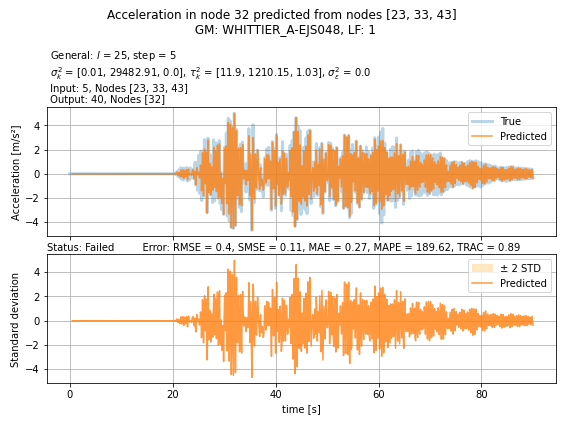 Acceleration in node 32 predicted from nodes [23, 33, 43]
GM: WHITTIER_A-EJS048, LF: 1
General: l = 25, step = 5
σ²ₖ = [0.01, 29482.91, 0.0], τ²ₖ = [11.9, 1210.15, 1.03], σ²_ε = 0.0
Input: 5, Nodes [23, 33, 43]
Output: 40, Nodes [32]
Acceleration [m/s²]
4
2
0
−2
−4
True
Predicted
Status: Failed Error: RMSE = 0.4, SMSE = 0.11, MAE = 0.27, MAPE = 189.62, TRAC = 0.89
Standard deviation
4
2
0
−2
−4
± 2 STD
Predicted
0 20 40 60 80
time [s]